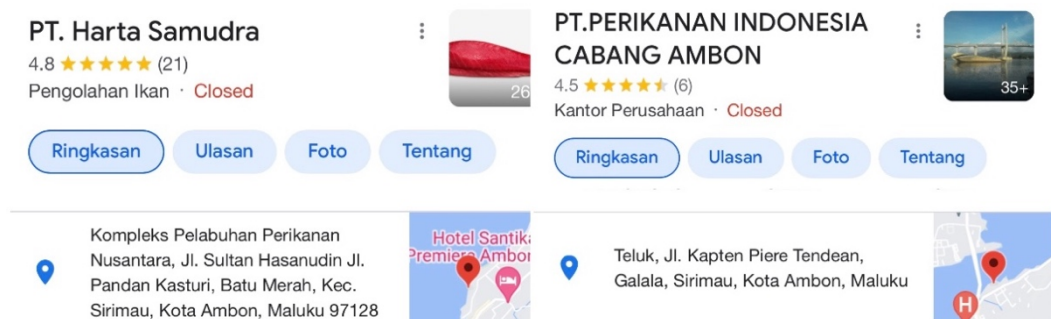 PT. Harta Samudra
4.8 (21)
Pengolahan Ikan · Closed
26
Ringkasan
Ulasan
Foto
Tentang
Kompleks Pelabuhan Perikanan
Nusantara, Jl. Sultan Hasanudin Jl.
Pandan Kasturi, Batu Merah, Kec.
Sirimau, Kota Ambon, Maluku 97128
Hotel Santika
Premiere Ambon
PT.PERIKANAN INDONESIA
CABANG AMBON
4.5 (6)
Kantor Perusahaan · Closed
35+
Ringkasan
Ulasan
Foto
Tentang
Teluk, Jl. Kapten Piere Tendean,
Galala, Sirimau, Kota Ambon, Maluku
H